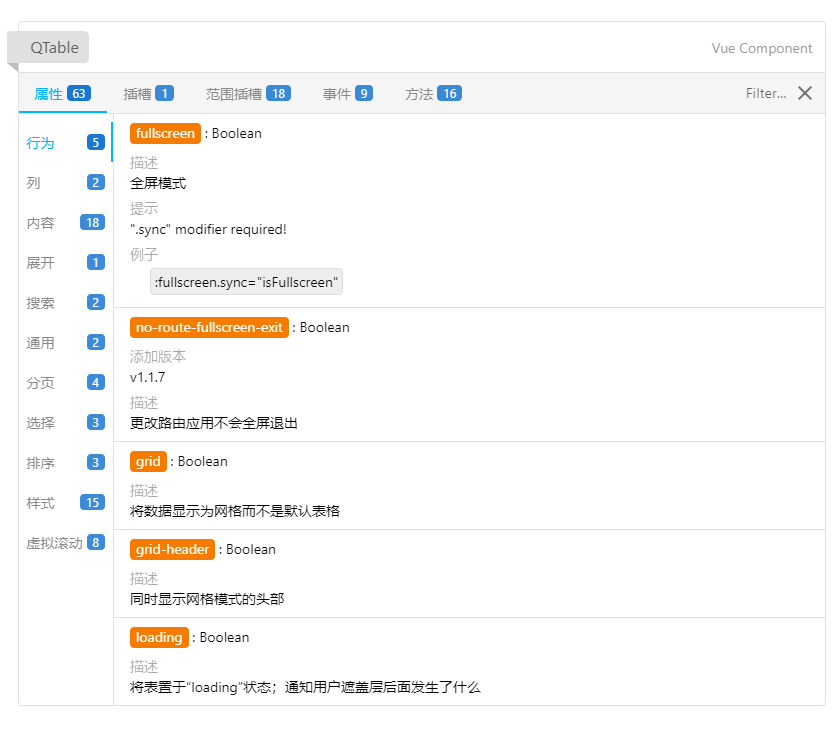 QTable
Vue Component
属性 63 插槽 1 范围插槽 18 事件 9 方法 16 Filter...
行为 5
列 2
内容 18
展开 1
搜索 2
通用 2
分页 4
选择 3
排序 3
样式 15
虚拟滚动 8
fullscreen : Boolean
描述
全屏模式
提示
".sync" modifier required!
例子
:fullscreen.sync="isFullscreen"
no-route-fullscreen-exit : Boolean
添加版本
v1.1.7
描述
更改路由应用不会全屏退出
grid : Boolean
描述
将数据显示为网格而不是默认表格
grid-header : Boolean
描述
同时显示网格模式的头部
loading : Boolean
描述
将表置于“loading”状态；通知用户遮盖层后面发生了什么